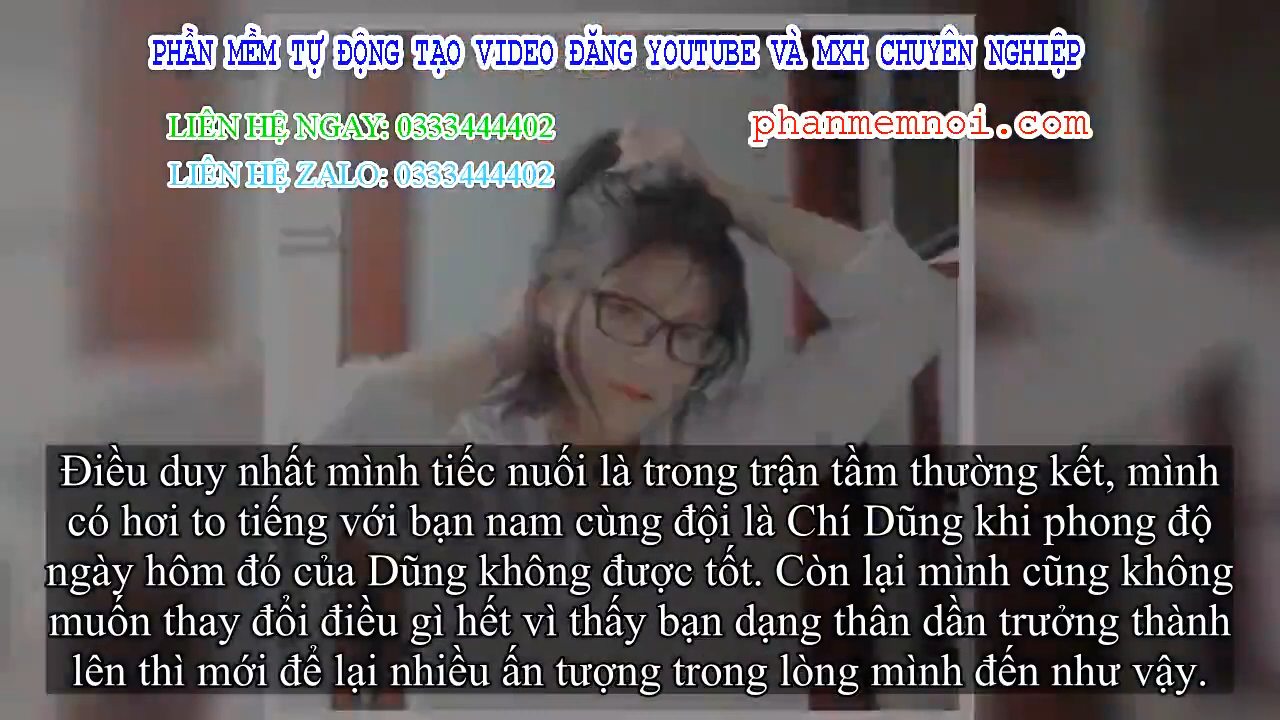 PHẦN MỀM TỰ ĐỘNG TẠO VIDEO ĐĂNG YOUTUBE VÀ MXH CHUYÊN NGHIỆP
LIÊN HỆ NGAY: 0333444402
phanmemnoi.com
LIÊN HỆ ZALO: 0333444402
Điều duy nhất mình tiếc nuối là trong trận tầm thường kết, mình
có hơi to tiếng với bạn nam cùng đội là Chí Dũng khi phong độ
ngày hôm đó của Dũng không được tốt. Còn lại mình cũng không
muốn thay đổi điều gì hết vì thấy bạn dạng thân dần trưởng thành
lên thì mới để lại nhiều ấn tượng trong lòng mình đến như vậy.